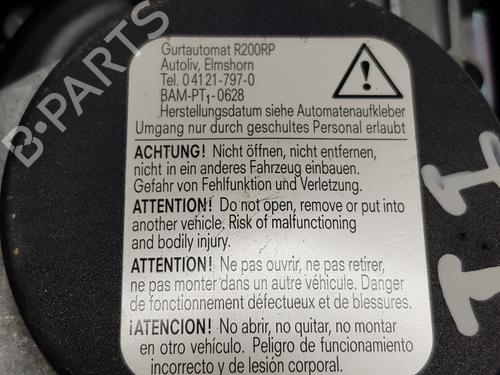 B-PARTS
Gurtautomat R200RP
Autoliv, Elmshorn
Tel. 04121-797-0
BAM-PT1-0628
Herstellungsdatum siehe Automatenaufkleber
Umgang nur durch geschultes Personal erlaubt
ACHTUNG! Nicht öffnen, nicht entfernen,
nicht in ein anderes Fahrzeug einbauen.
Gefahr von Fehlfunktion und Verletzung.
ATTENTION! Do not open, remove or put into
another vehicle. Risk of malfunctioning
and bodily injury.
ATTENTION! Ne pas ouvrir, ne pas retirer,
ne pas monter dans un autre véhicule. Danger
de fonctionnement défectueux et de blessures.
¡ATENCION! No abrir, no quitar, no montar
en otro vehículo. Peligro de funcionamiento
incorrecto y de lesión corporal.